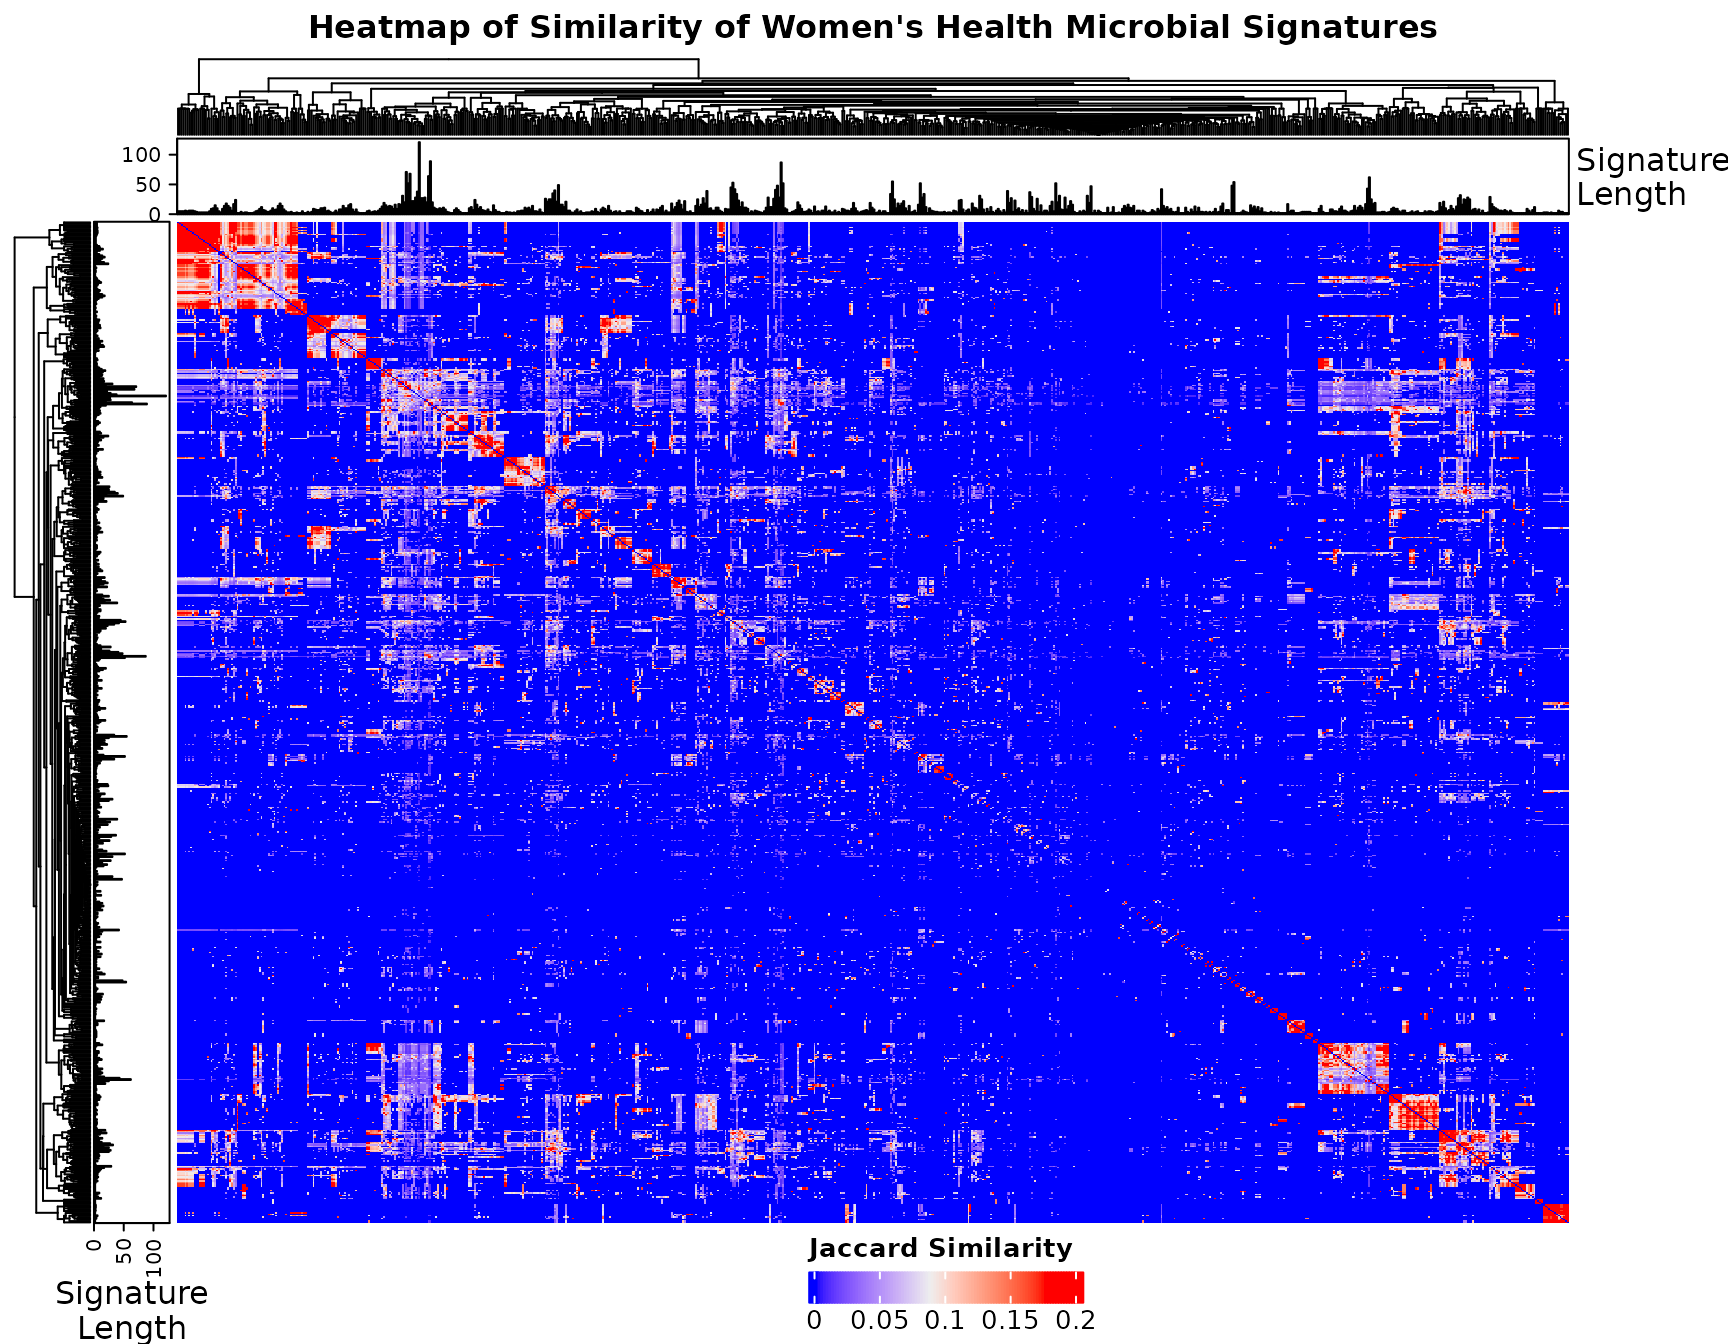 Heatmap of Similarity of Women's Health Microbial Signatures
100
50
0
Signature
Length
0
50
100
Signature
Length
Jaccard Similarity
0
0.05
0.1
0.15
0.2